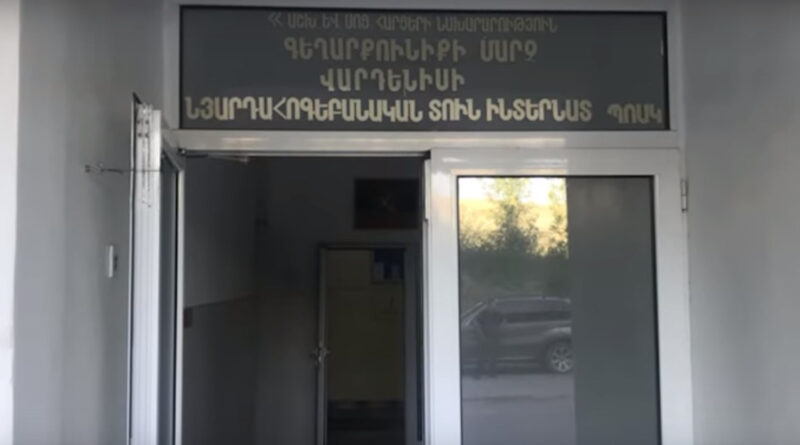 ՀՀ ԱՇԽ. ԵՎ ՍՈՑ. ՀԱՐՑԵՐԻ ՆԱԽԱՐԱՐՈՒԹՅՈՒՆ
ԳԵՂԱՐՔՈՒՆԻՔԻ ՄԱՐԶ
ՎԱՐԴԵՆԻՍԻ
ՆՅԱՐԴԱՀՈԳԵԲԱՆԱԿԱՆ ՏՈՒՆ ԻՆՏԵՐՆԱՏ ՊՈԱԿ